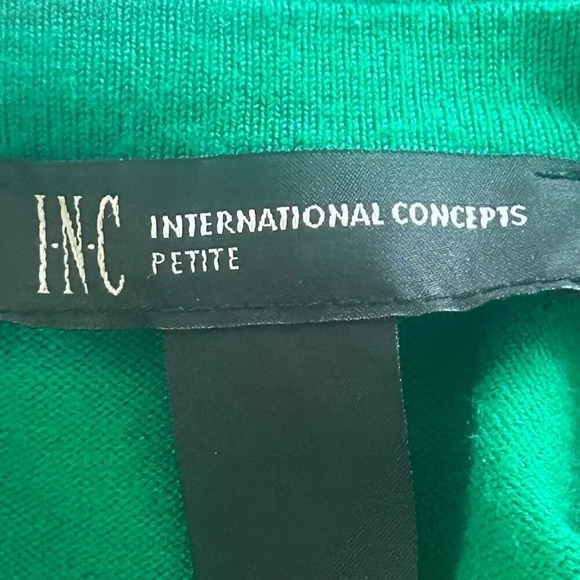 I·N·C INTERNATIONAL CONCEPTS
PETITE